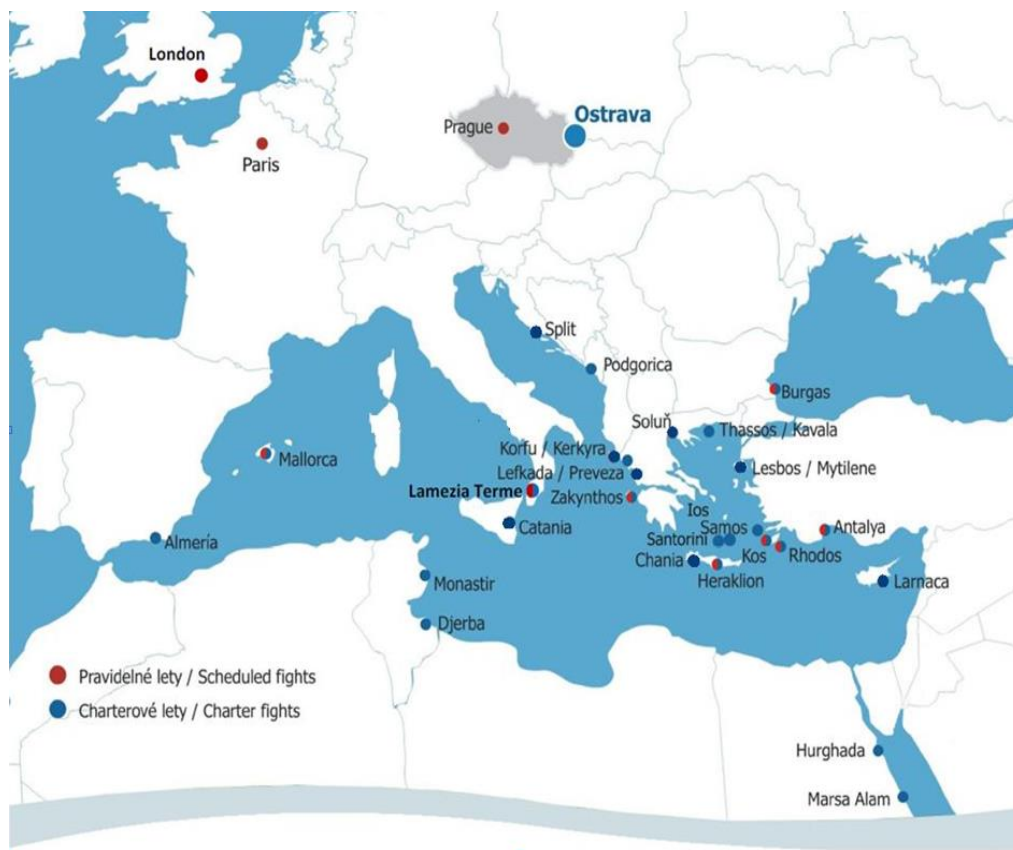 London
Ostrava
Prague
Paris
Split
Podgorica
Burgas
Soluň
Thassos / Kavala
Korfu / Kerkyra
Mallorca
Lesbos / Mytilene
Lefkada / Preveza
Lamezia Terme
Zakynthos
Ios
Catania
Samos
Antalya
Santorini
Almería
Kos
Rhodos
Chania
Heraklion
Monastir
Larnaca
Djerba
Pravidelné lety / Scheduled fights
Charterové lety / Charter fights
Hurghada
Marsa Alam